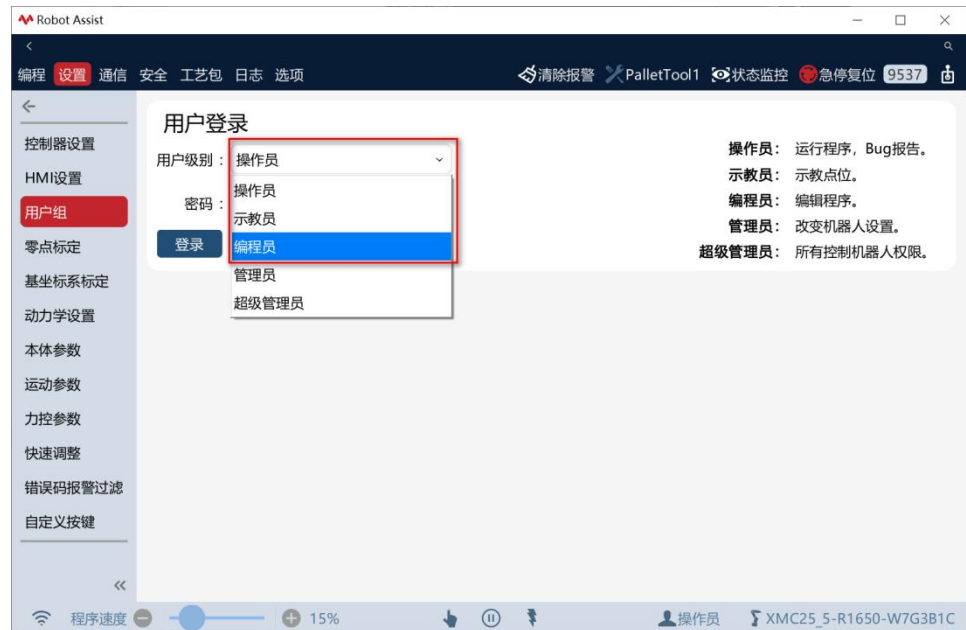 Robot Assist
编程 设置 通信 安全 工艺包 日志 选项 清除报警 PalletTool1 状态监控 急停复位 9537
控制器设置
HMI设置
用户组
零点标定
基坐标系标定
动力学设置
本体参数
运动参数
力控参数
快速调整
错误码报警过滤
自定义按键
用户登录
用户级别： 操作员
密码：
登录
操作员
示教员
编程员
管理员
超级管理员
操作员： 运行程序，Bug报告。
示教员： 示教点位。
编程员： 编辑程序。
管理员： 改变机器人设置。
超级管理员： 所有控制机器人权限。
程序速度 15% 操作员 XMC25_5-R1650-W7G3B1C